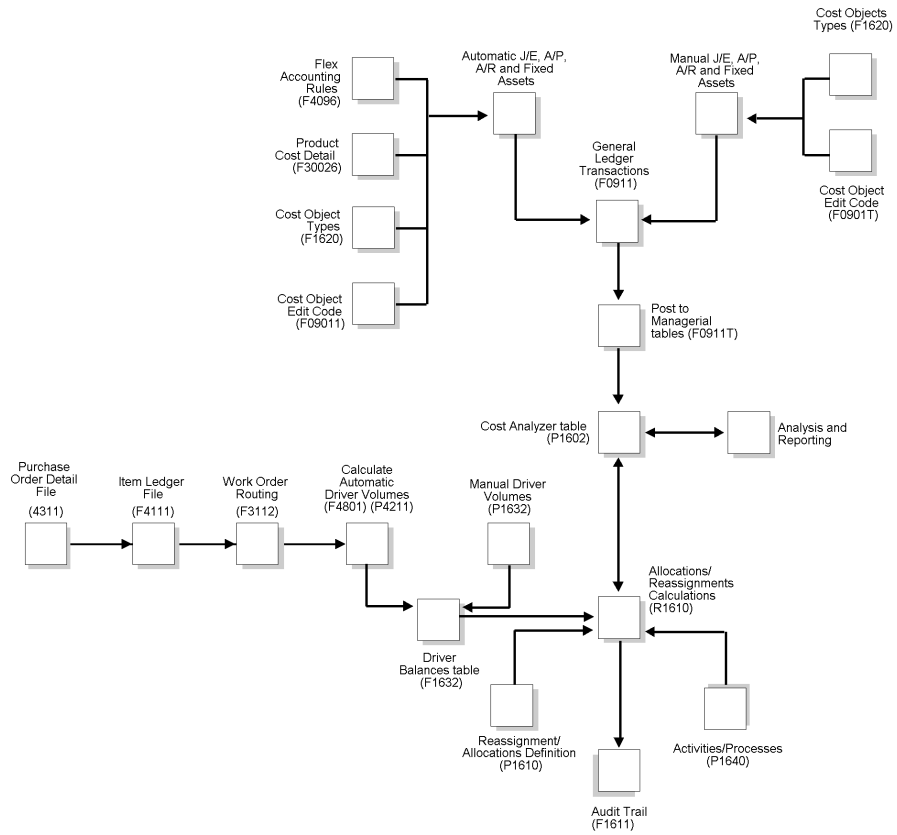 Cost Objects
Types (F1620)
Flex
Accounting
Rules
(F4096)
Automatic J/E, A/P,
A/R and Fixed
Assets
Manual J/E, A/P,
A/R and Fixed
Assets
Product
Cost Detail
(F30026)
General
Ledger
Transactions
(F0911)
Cost Object
Edit Code
(F0901T)
Cost Object
Types
(F1620)
Cost Object
Edit Code
(F09011)
Post to
Managerial
tables (F0911T)
Cost Analyzer table
(P1602)
Analysis and
Reporting
Purchase
Order Detail
File
(4311)
Item Ledger
File
(F4111)
Work Order
Routing
(F3112)
Calculate
Automatic
Driver Volumes
(F4801) (P4211)
Manual Driver
Volumes
(P1632)
Allocations/
Reassignments
Calculations
(R1610)
Driver
Balances table
(F1632)
Reassignment/
Allocations Definition
(P1610)
Activities/Processes
(P1640)
Audit Trail
(F1611)